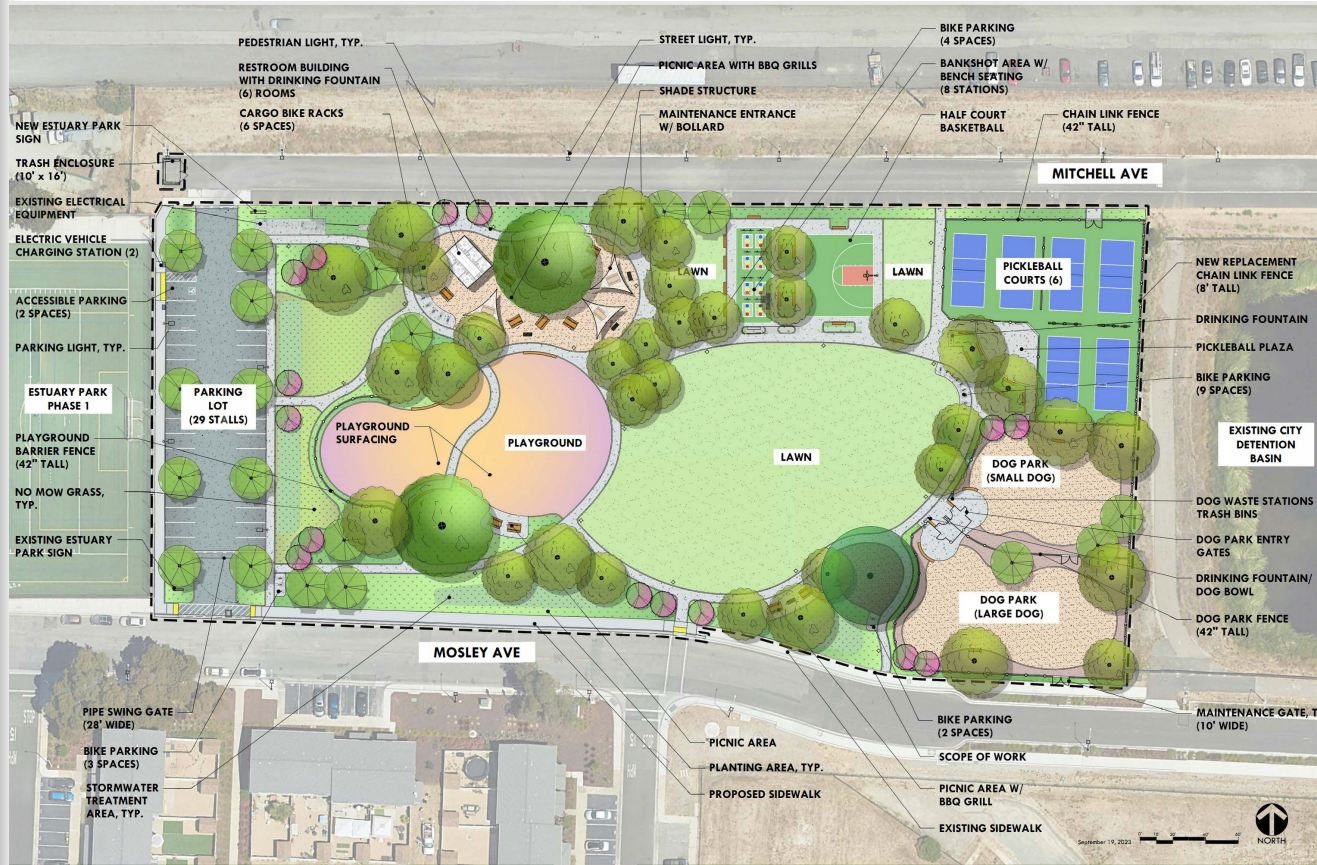 PEDESTRIAN LIGHT, TYP.
RESTROOM BUILDING
WITH DRINKING FOUNTAIN
(6) ROOMS
CARGO BIKE RACKS
(6 SPACES)
STREET LIGHT, TYP.
PICNIC AREA WITH BBQ GRILLS
SHADE STRUCTURE
MAINTENANCE ENTRANCE
W/ BOLLARD
BIKE PARKING
(4 SPACES)
BANKSHOT AREA W/
BENCH SEATING
(8 STATIONS)
HALF COURT
BASKETBALL
CHAIN LINK FENCE
(42" TALL)
MITCHELL AVE
NEW ESTUARY PARK
SIGN
TRASH ENCLOSURE
(10' x 16')
EXISTING ELECTRICAL
EQUIPMENT
ELECTRIC VEHICLE
CHARGING STATION (2)
ACCESSIBLE PARKING
(2 SPACES)
PARKING LIGHT, TYP.
ESTUARY PARK
PHASE 1
PLAYGROUND
BARRIER FENCE
(42" TALL)
NO MOW GRASS,
TYP.
EXISTING ESTUARY
PARK SIGN
PARKING
LOT
(29 STALLS)
PLAYGROUND
SURFACING
PLAYGROUND
LAWN
LAWN
LAWN
PICKLEBALL
COURTS (6)
DOG PARK
(SMALL DOG)
DOG PARK
(LARGE DOG)
NEW REPLACEMENT
CHAIN LINK FENCE
(8' TALL)
DRINKING FOUNTAIN
PICKLEBALL PLAZA
BIKE PARKING
(9 SPACES)
EXISTING CITY
DETENTION
BASIN
DOG WASTE STATIONS
TRASH BINS
DOG PARK ENTRY
GATES
DRINKING FOUNTAIN/
DOG BOWL
DOG PARK FENCE
(42" TALL)
MAINTENANCE GATE, T
(10' WIDE)
MOSLEY AVE
PIPE SWING GATE
(28' WIDE)
BIKE PARKING
(3 SPACES)
STORMWATER
TREATMENT
AREA, TYP.
PICNIC AREA
PLANTING AREA, TYP.
PROPOSED SIDEWALK
BIKE PARKING
(2 SPACES)
SCOPE OF WORK
PICNIC AREA W/
BBQ GRILL
EXISTING SIDEWALK
STOP
STOP
September 19, 2023
NORTH